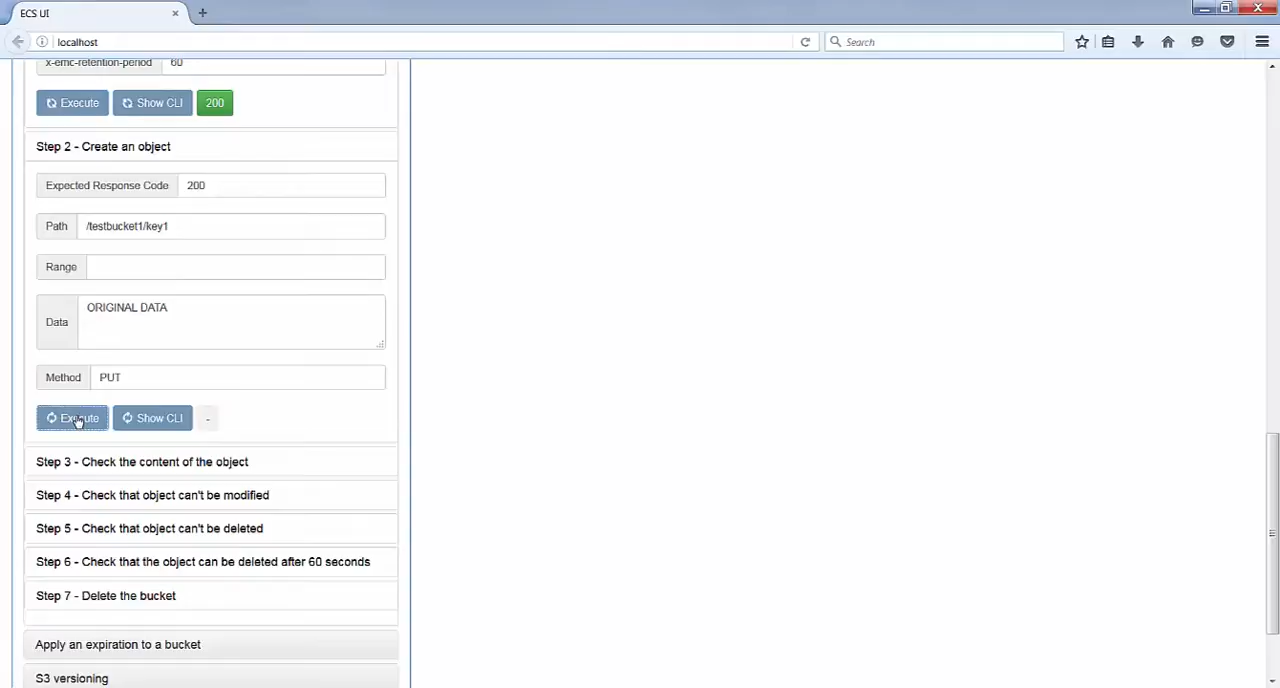 ECS UI
localhost
Search
x-emc-retention-period 60
Execute Show CLI 200
Step 2 - Create an object
Expected Response Code 200
Path /testbucket1/key1
Range
Data ORIGINAL DATA
Method PUT
Execute Show CLI -
Step 3 - Check the content of the object
Step 4 - Check that object can't be modified
Step 5 - Check that object can't be deleted
Step 6 - Check that the object can be deleted after 60 seconds
Step 7 - Delete the bucket
Apply an expiration to a bucket
S3 versioning